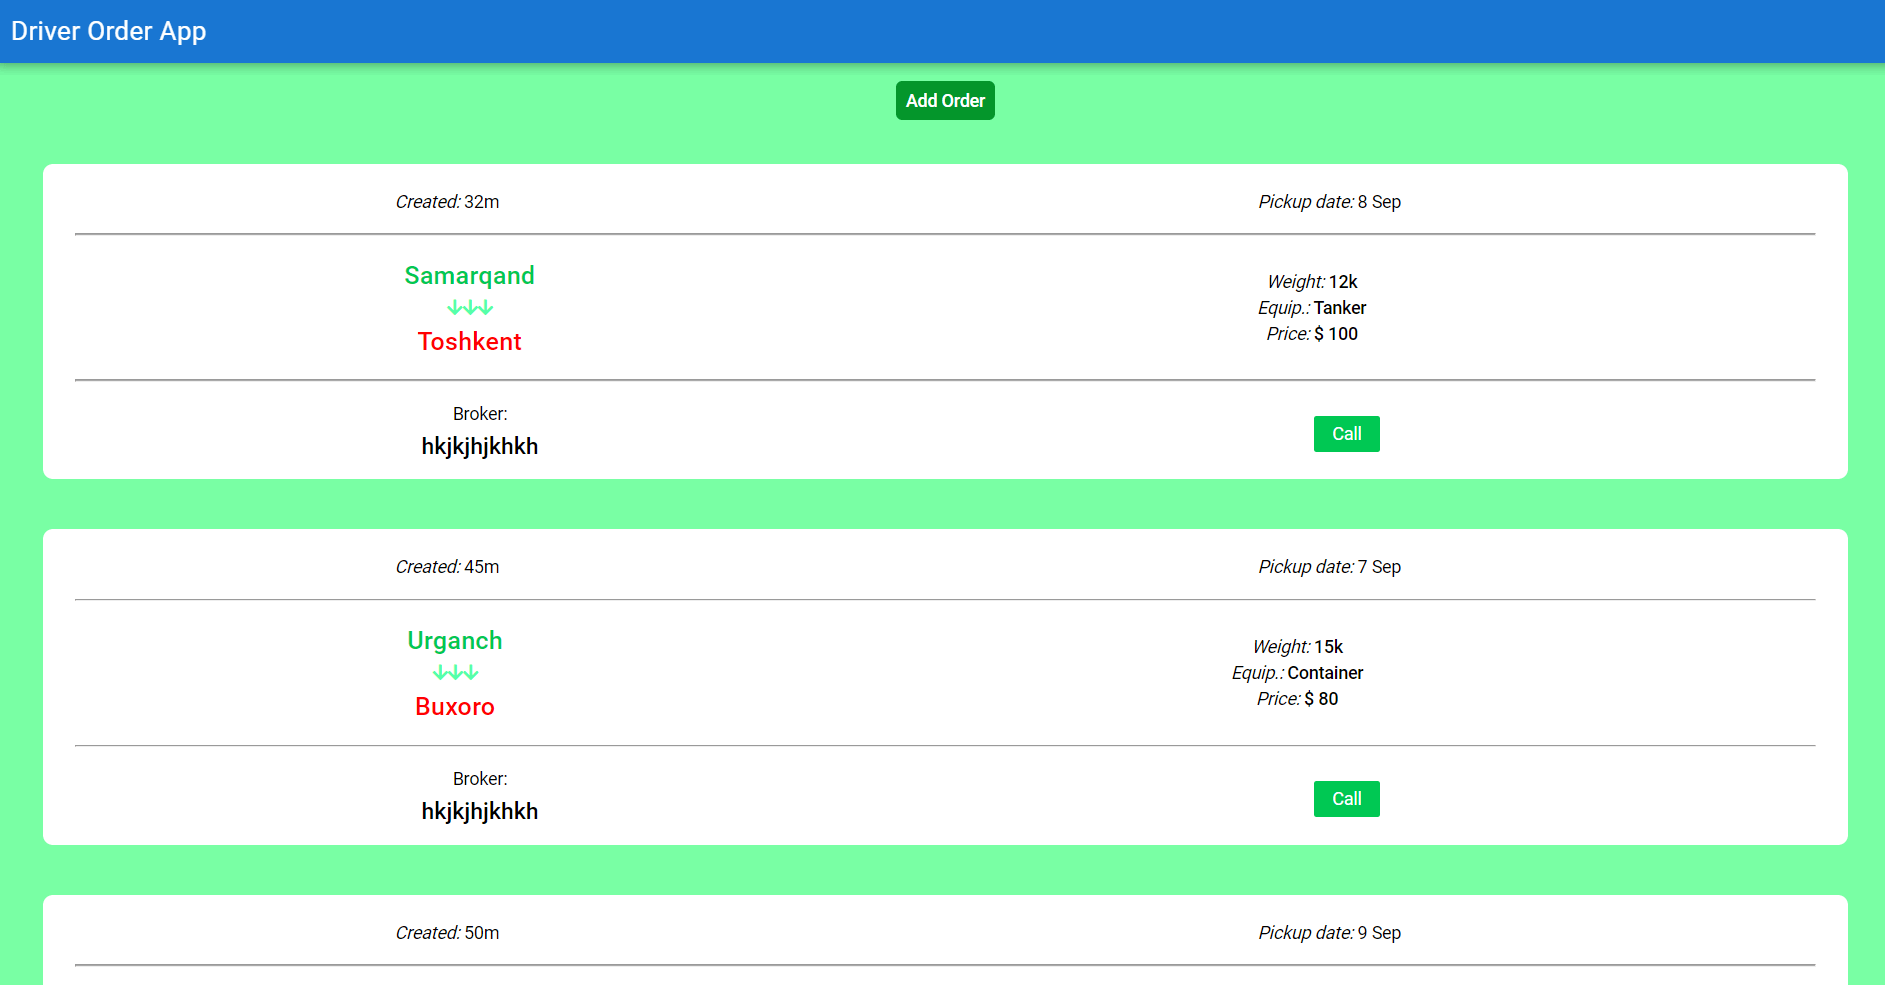 Driver Order App
Add Order
Created: 32m
Pickup date: 8 Sep
Samarqand
Toshkent
Weight: 12k
Equip.: Tanker
Price: $ 100
Broker:
hkjkjhjkhkh
Call
Created: 45m
Pickup date: 7 Sep
Urganch
Buxoro
Weight: 15k
Equip.: Container
Price: $ 80
Broker:
hkjkjhjkhkh
Call
Created: 50m
Pickup date: 9 Sep